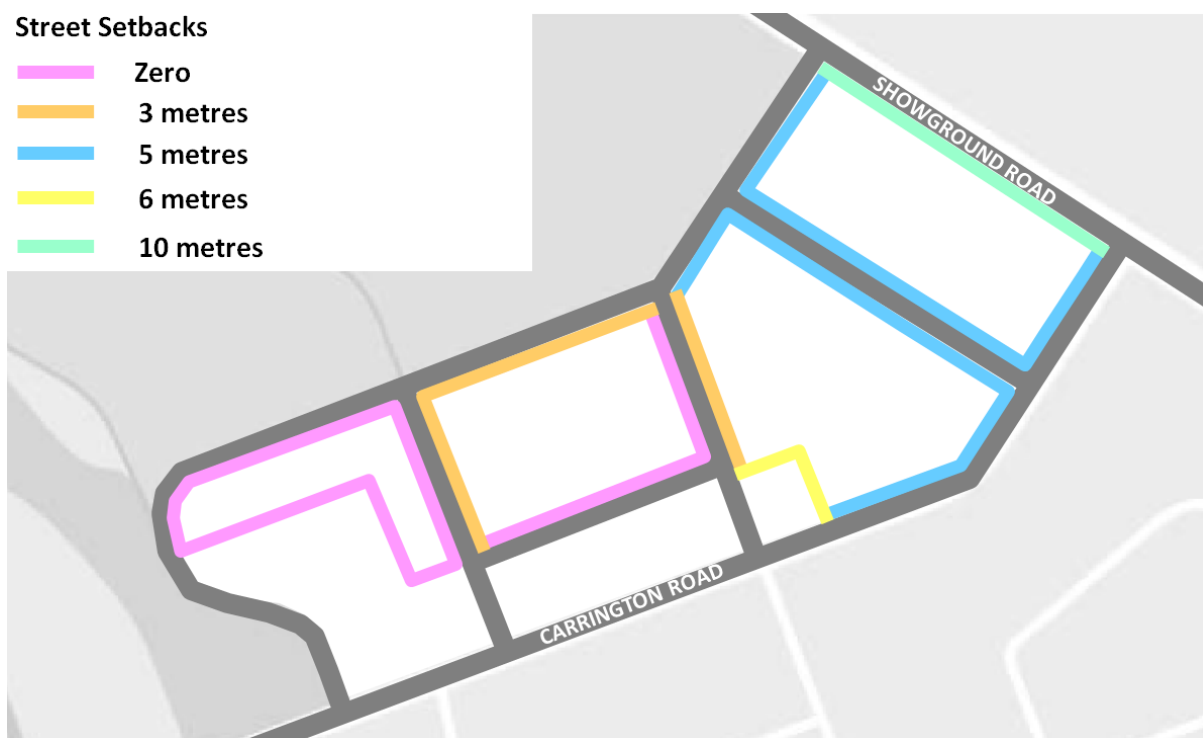 Street Setbacks
Zero
3 metres
5 metres
6 metres
10 metres
SHOWGROUND ROAD
CARRINGTON ROAD